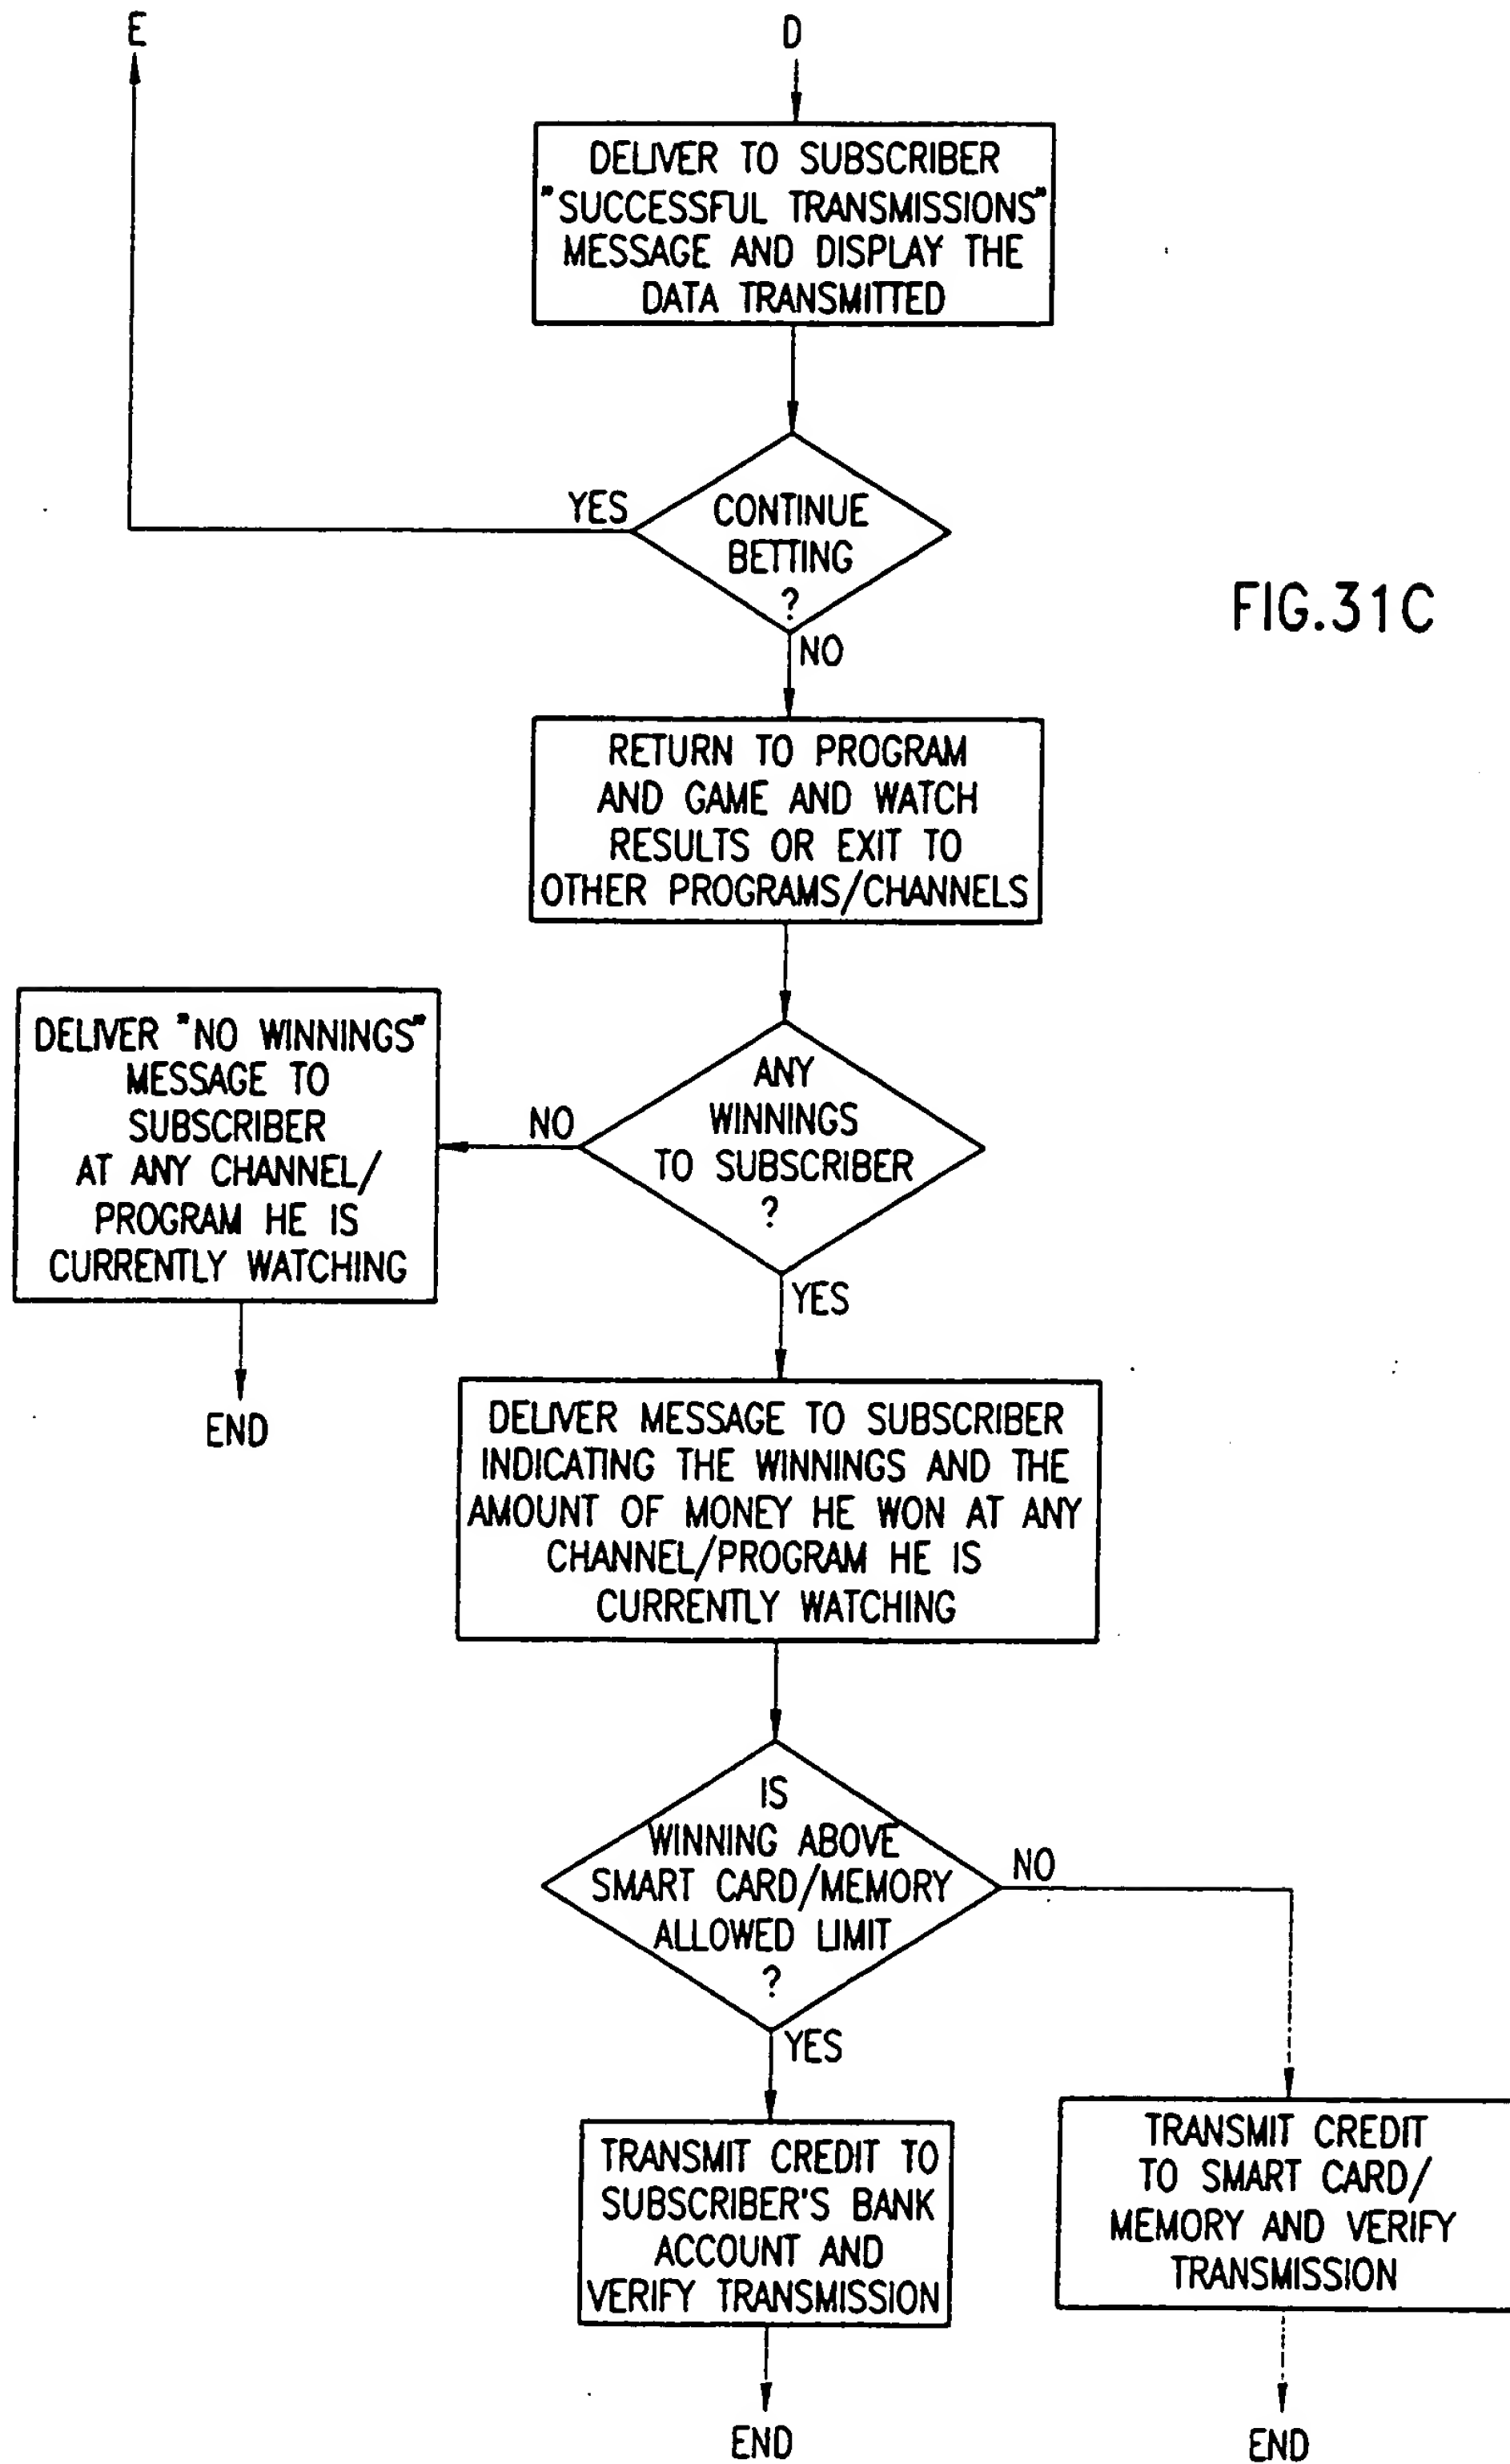 E
D
DELIVER TO SUBSCRIBER
"SUCCESSFUL TRANSMISSIONS"
MESSAGE AND DISPLAY THE
DATA TRANSMITTED
YES
CONTINUE
BETTING
?
NO
FIG.31C
RETURN TO PROGRAM
AND GAME AND WATCH
RESULTS OR EXIT TO
OTHER PROGRAMS/CHANNELS
ANY
WINNINGS
TO SUBSCRIBER
?
NO
DELIVER "NO WINNINGS"
MESSAGE TO
SUBSCRIBER
AT ANY CHANNEL/
PROGRAM HE IS
CURRENTLY WATCHING
END
YES
DELIVER MESSAGE TO SUBSCRIBER
INDICATING THE WINNINGS AND THE
AMOUNT OF MONEY HE WON AT ANY
CHANNEL/PROGRAM HE IS
CURRENTLY WATCHING
IS
WINNING ABOVE
SMART CARD/MEMORY
ALLOWED LIMIT
?
NO
YES
TRANSMIT CREDIT TO
SUBSCRIBER'S BANK
ACCOUNT AND
VERIFY TRANSMISSION
END
TRANSMIT CREDIT
TO SMART CARD/
MEMORY AND VERIFY
TRANSMISSION
END